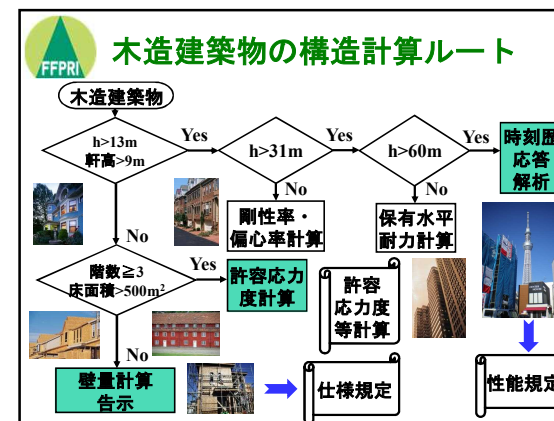 FFPRI
木造建築物の構造計算ルート
木造建築物
h>13m
軒高>9m
Yes
h>31m
Yes
h>60m
Yes
時刻歴
応答
解析
No
No
No
剛性率・
偏心率計算
保有水平
耐力計算
階数≧3
床面積>500m²
Yes
許容応力
度計算
許容
応力度
等計算
No
壁量計算
告示
仕様規定
性能規定